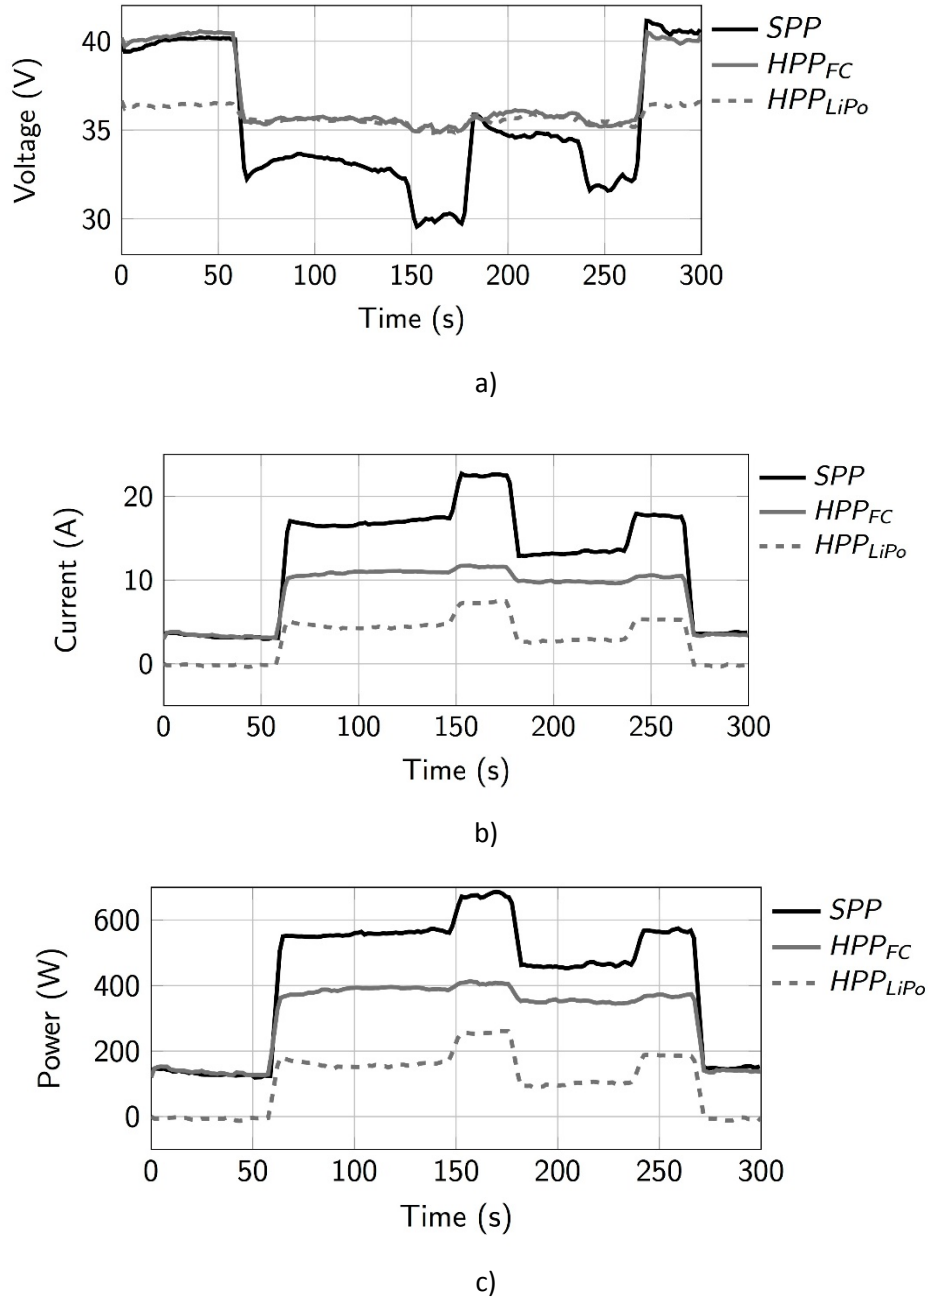 40
35
30
Voltage (V)
0 50 100 150 200 250 300
Time (s)
SPP
HPP_FC
HPP_LiPo
a)
20
10
0
Current (A)
0 50 100 150 200 250 300
Time (s)
SPP
HPP_FC
HPP_LiPo
b)
600
400
200
0
Power (W)
0 50 100 150 200 250 300
Time (s)
SPP
HPP_FC
HPP_LiPo
c)